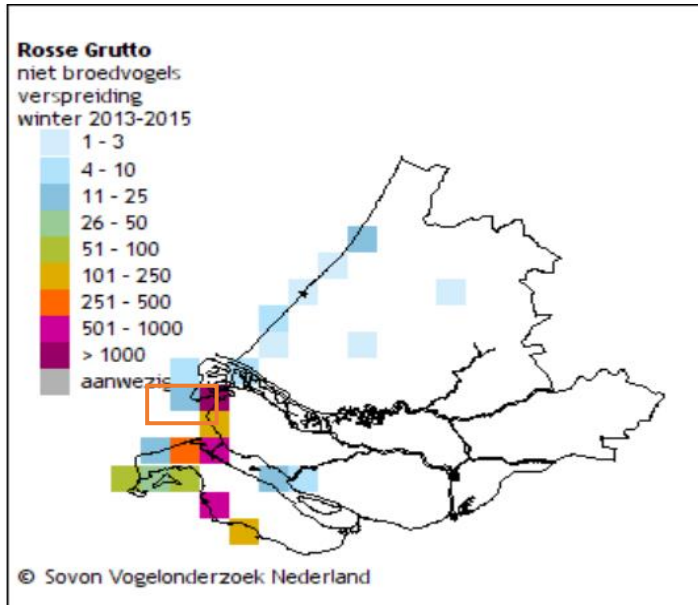 Rosse Grutto
niet broedvogels
verspreiding
winter 2013-2015
1 - 3
4 - 10
11 - 25
26 - 50
51 - 100
101 - 250
251 - 500
501 - 1000
> 1000
aanwezig
© Sovon Vogelonderzoek Nederland